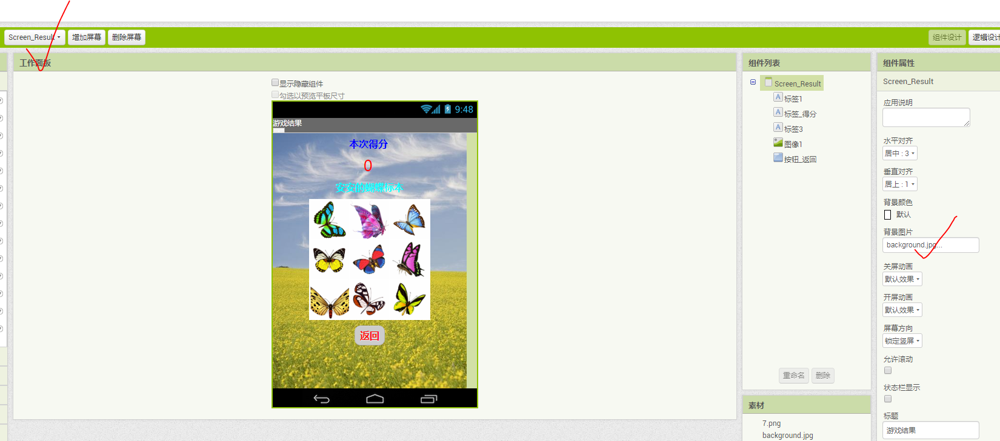 Screen_Result
增加屏幕
删除屏幕
组件设计
逻辑设计
工作面板
显示隐藏组件
勾选以预览平板尺寸
9:48
游戏结果
本次得分
0
安安的蝴蝶标本
返回
组件列表
Screen_Result
A 标签1
A 标签_得分
A 标签3
图像1
按钮_返回
重命名
删除
素材
7.png
background.jpg
组件属性
Screen_Result
应用说明
水平对齐
居中 : 3
垂直对齐
居上 : 1
背景颜色
默认
背景图片
background.jpg...
关屏动画
默认效果
开屏动画
默认效果
屏幕方向
锁定竖屏
允许滚动
状态栏显示
标题
游戏结果